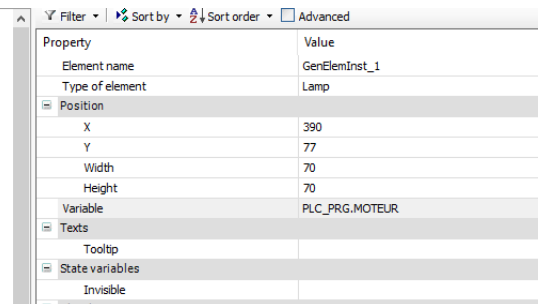 Filter Sort by Sort order Advanced
Property Value
Element name GenElemInst_1
Type of element Lamp
Position
X 390
Y 77
Width 70
Height 70
Variable PLC_PRG.MOTEUR
Texts
Tooltip
State variables
Invisible